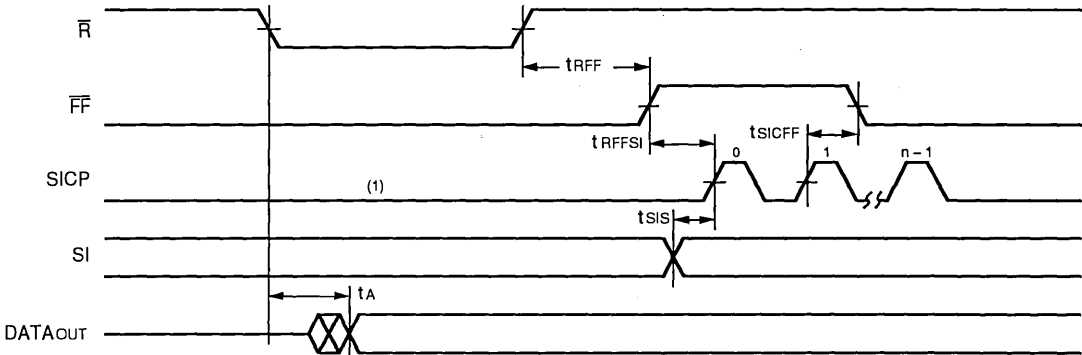 R
tRFF
FF
tRFFSI
tSICFF
0
1
n – 1
SICP
(1)
tSIS
SI
tA
DATAOUT